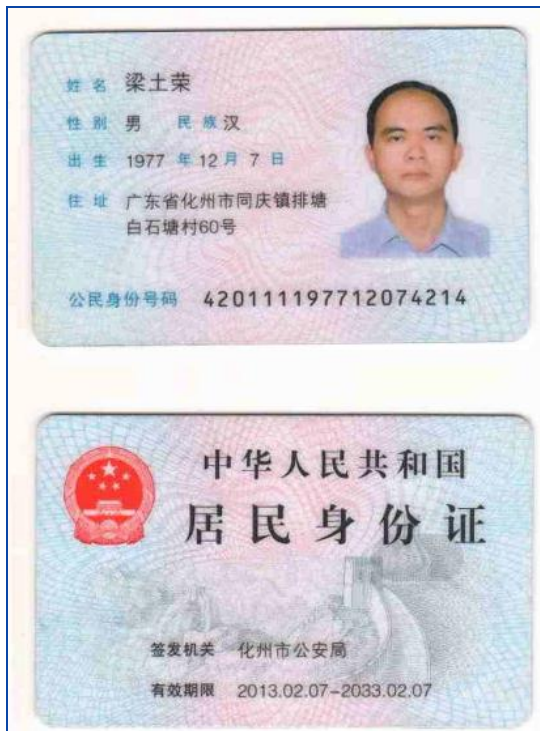 姓名 梁土荣
性别 男 民族 汉
出生 1977 年 12 月 7 日
住址 广东省化州市同庆镇排塘
白石塘村60号
公民身份号码 420111197712074214
中华人民共和国
居民身份证
签发机关 化州市公安局
有效期限 2013.02.07-2033.02.07